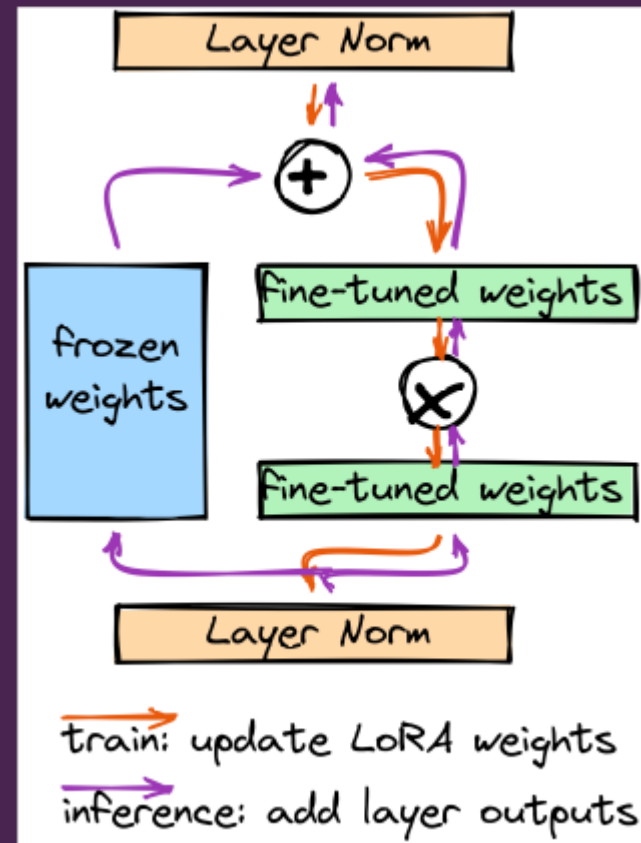 Layer Norm
+
frozen
weights
fine-tuned weights
×
fine-tuned weights
Layer Norm
train: update LoRA weights
inference: add layer outputs